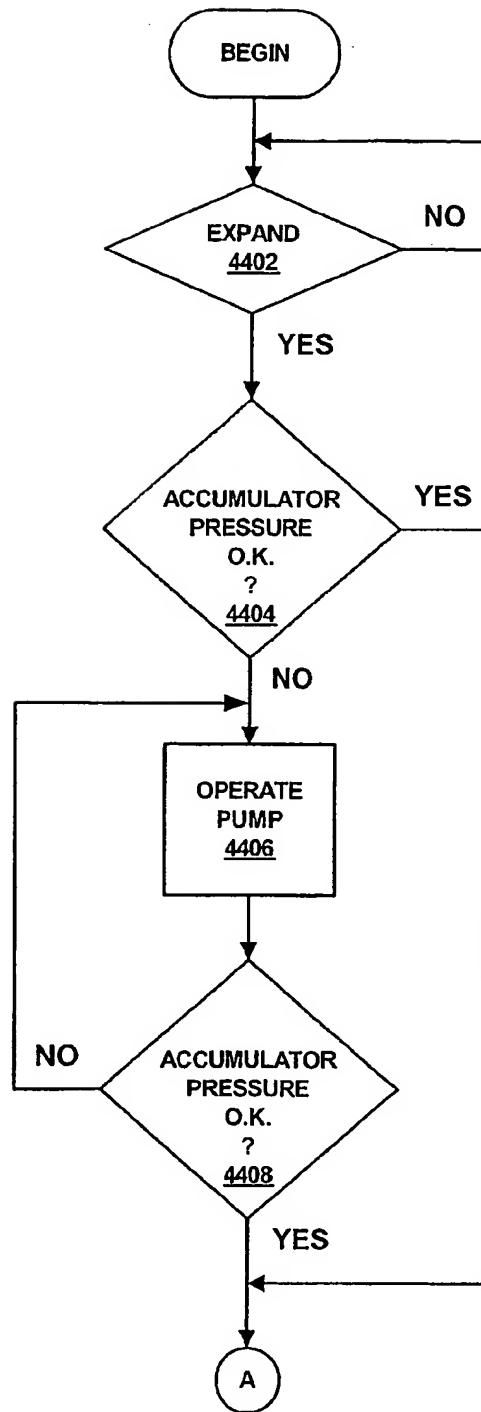 BEGIN
EXPAND
4402
NO
YES
ACCUMULATOR
PRESSURE
O.K.
?
4404
YES
NO
OPERATE
PUMP
4406
NO
ACCUMULATOR
PRESSURE
O.K.
?
4408
YES
A